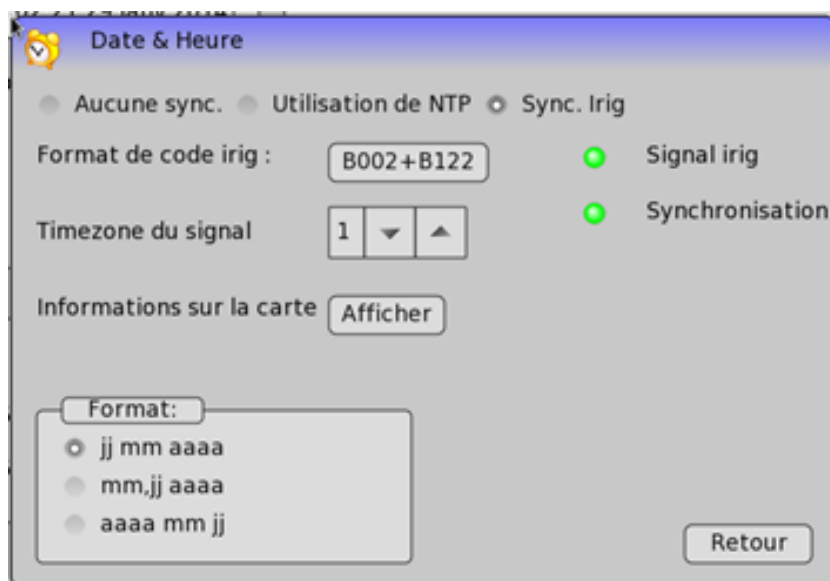 Date & Heure
Aucune sync. Utilisation de NTP Sync. Irig
Format de code irig : B002+B122 Signal irig
Synchronisation
Timezone du signal 1
Informations sur la carte Afficher
Format:
jj mm aaaa
mm,jj aaaa
aaaa mm jj
Retour